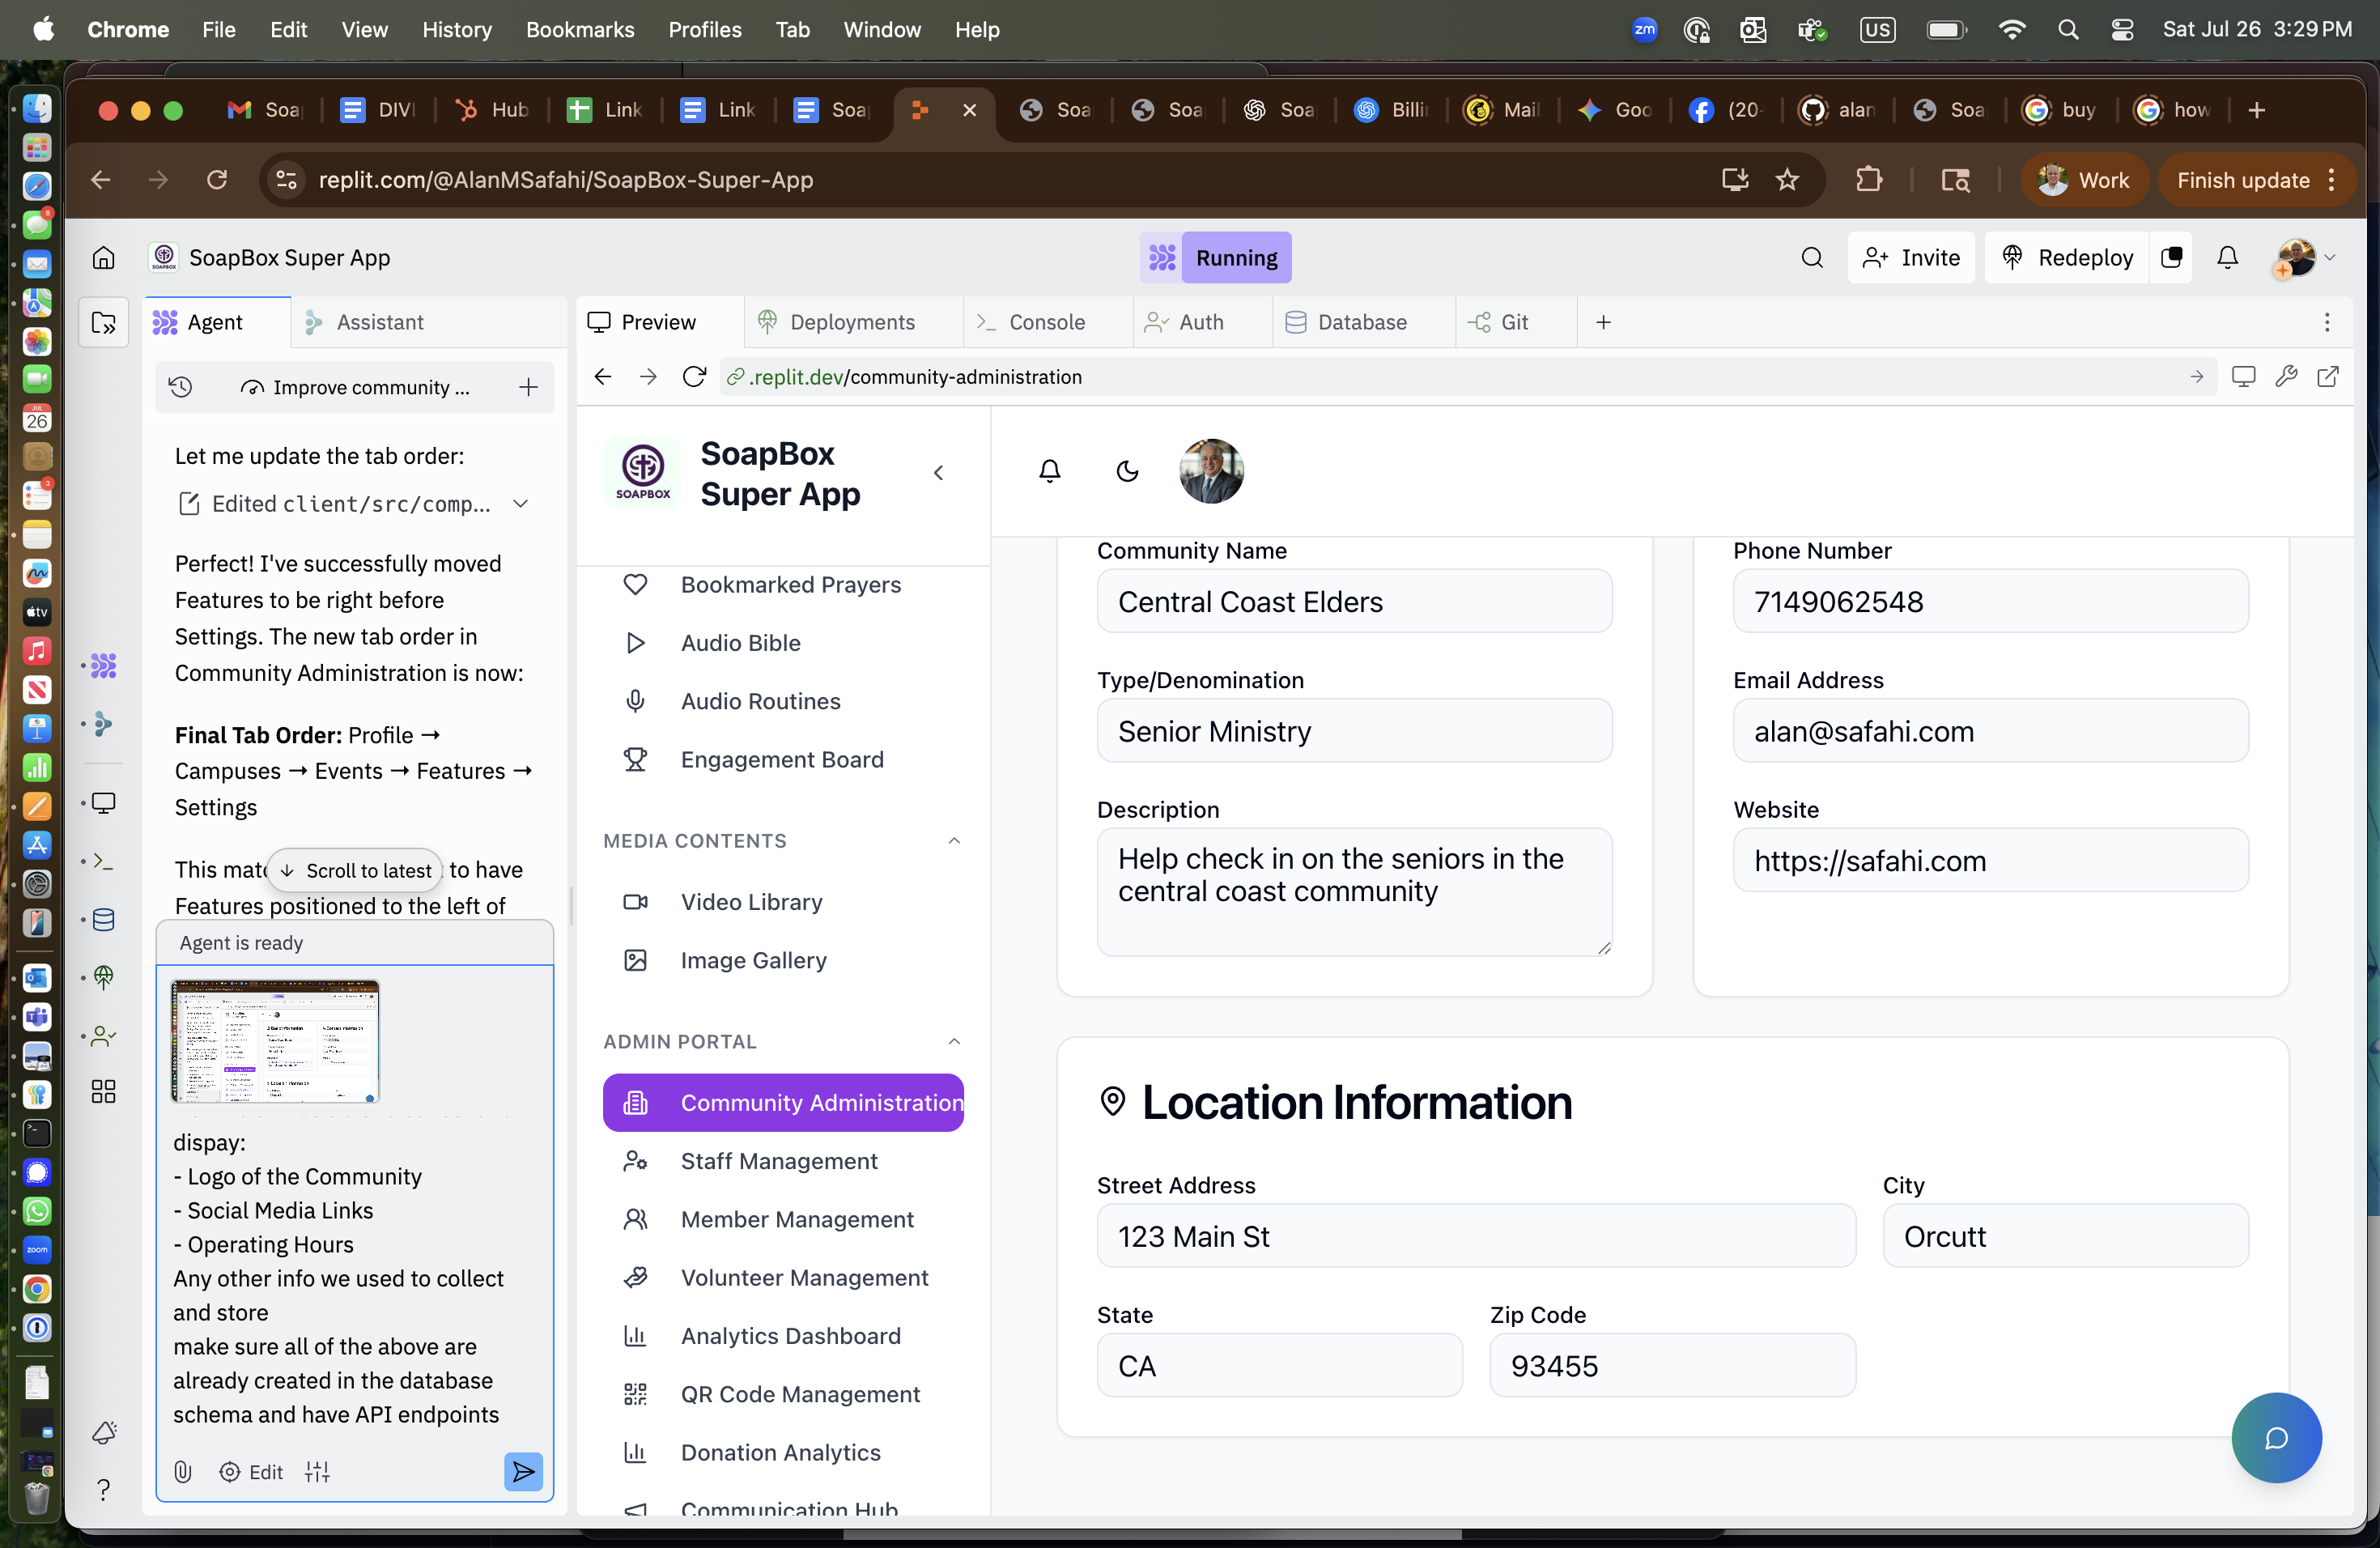 Chrome File Edit View History Bookmarks Profiles Tab Window Help
zm US Sat Jul 26 3:29 PM
Soa DIVI Hub Link Link Soa Soa Soa Soa Billi Mail Goo (20- alan Soa buy how
replit.com/@AlanMSafahi/SoapBox-Super-App
Work
Finish update
SoapBox Super App
Running
Invite
Redeploy
Agent
Assistant
Preview
Deployments
Console
Auth
Database
Git
Improve community ...
.replit.dev/community-administration
Let me update the tab order:
Edited client/src/comp...
Perfect! I've successfully moved
Features to be right before
Settings. The new tab order in
Community Administration is now:
Final Tab Order: Profile →
Campuses → Events → Features →
Settings
This mat
Scroll to latest
to have
Features positioned to the left of
Agent is ready
dispay:
- Logo of the Community
- Social Media Links
- Operating Hours
Any other info we used to collect
and store
make sure all of the above are
already created in the database
schema and have API endpoints
Edit
SOAPBOX
SoapBox
Super App
Bookmarked Prayers
Audio Bible
Audio Routines
Engagement Board
MEDIA CONTENTS
Video Library
Image Gallery
ADMIN PORTAL
Community Administration
Staff Management
Member Management
Volunteer Management
Analytics Dashboard
QR Code Management
Donation Analytics
Communication Hub
Community Name
Central Coast Elders
Type/Denomination
Senior Ministry
Description
Help check in on the seniors in the
central coast community
Phone Number
7149062548
Email Address
alan@safahi.com
Website
https://safahi.com
Location Information
Street Address
123 Main St
City
Orcutt
State
CA
Zip Code
93455
8
JUL
26
3
tv
zoom